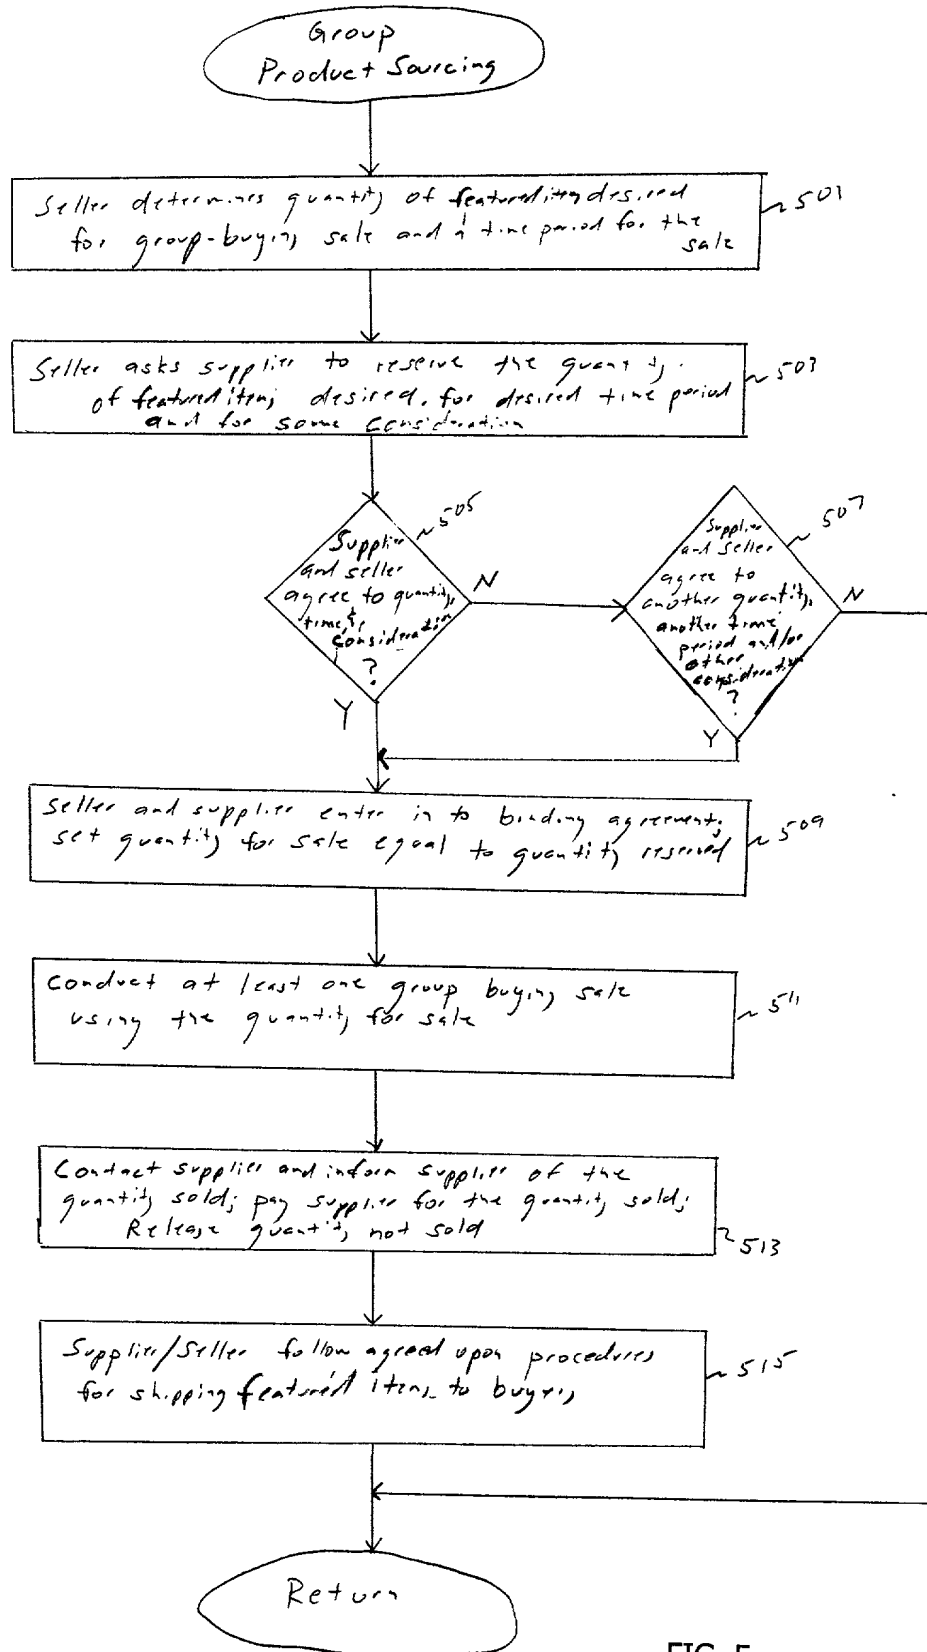 Group
Product Sourcing
Seller determines quantity of featured item desired
for group-buying sale and a time period for the
sale
501
Seller asks supplier to reserve the quantity
of featured items desired, for desired time period
and for some consideration
503
505
Supplier
and seller
agree to quantity,
time, &
consideration
?
N
Y
507
Supplier
and seller
agree to
another quantity,
another time
period and/or
other
consideration
?
N
Y
Seller and supplier enter in to binding agreement;
set quantity for sale equal to quantity reserved
509
Conduct at least one group buying sale
using the quantity for sale
511
Contact supplier and inform supplier of the
quantity sold; pay supplier for the quantity sold;
Release quantity not sold
513
Supplier/Seller follow agreed upon procedures
for shipping featured items to buyers
515
Return
FIG. 5